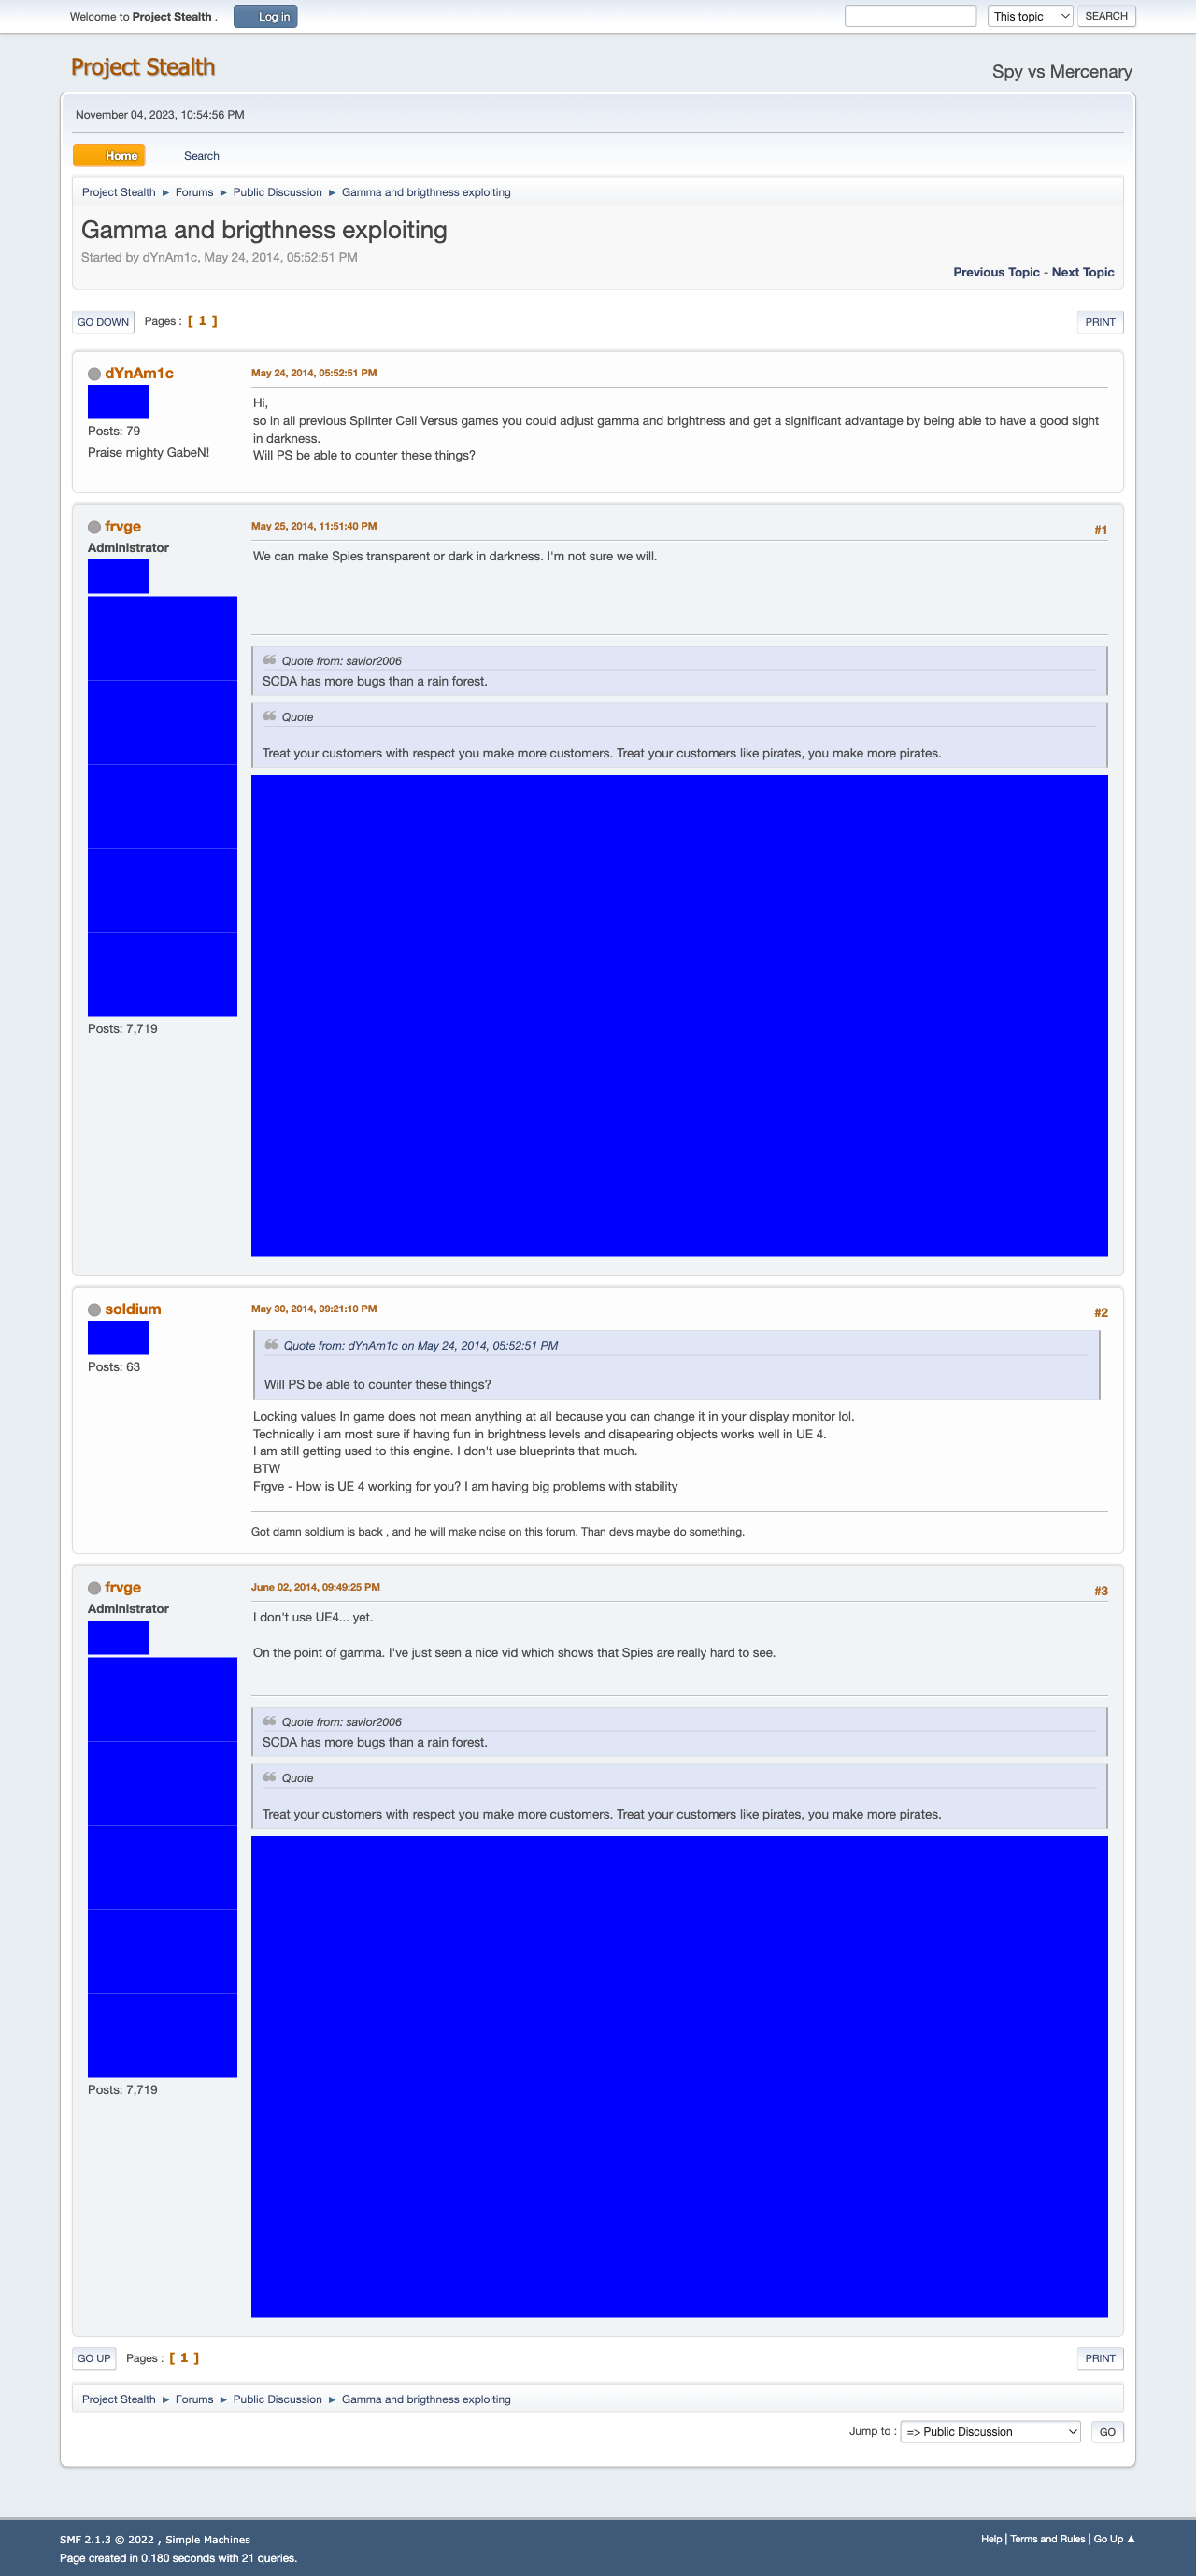 Welcome to Project Stealth .
Log in
This topic
SEARCH
Project Stealth
Spy vs Mercenary
November 04, 2023, 10:54:56 PM
Home
Search
Project Stealth ► Forums ► Public Discussion ► Gamma and brigthness exploiting
Gamma and brigthness exploiting
Started by dYnAm1c, May 24, 2014, 05:52:51 PM
Previous Topic - Next Topic
GO DOWN
Pages : [ 1 ]
PRINT
dYnAm1c
Posts: 79
Praise mighty GabeN!
May 24, 2014, 05:52:51 PM
Hi,
so in all previous Splinter Cell Versus games you could adjust gamma and brightness and get a significant advantage by being able to have a good sight
in darkness.
Will PS be able to counter these things?
frvge
Administrator
Posts: 7,719
May 25, 2014, 11:51:40 PM
#1
We can make Spies transparent or dark in darkness. I'm not sure we will.
Quote from: savior2006
SCDA has more bugs than a rain forest.
Quote
Treat your customers with respect you make more customers. Treat your customers like pirates, you make more pirates.
soldium
Posts: 63
May 30, 2014, 09:21:10 PM
#2
Quote from: dYnAm1c on May 24, 2014, 05:52:51 PM
Will PS be able to counter these things?
Locking values In game does not mean anything at all because you can change it in your display monitor lol.
Technically i am most sure if having fun in brightness levels and disapearing objects works well in UE 4.
I am still getting used to this engine. I don't use blueprints that much.
BTW
Frgve - How is UE 4 working for you? I am having big problems with stability
Got damn soldium is back , and he will make noise on this forum. Than devs maybe do something.
frvge
Administrator
Posts: 7,719
June 02, 2014, 09:49:25 PM
#3
I don't use UE4... yet.
On the point of gamma. I've just seen a nice vid which shows that Spies are really hard to see.
Quote from: savior2006
SCDA has more bugs than a rain forest.
Quote
Treat your customers with respect you make more customers. Treat your customers like pirates, you make more pirates.
GO UP
Pages : [ 1 ]
PRINT
Project Stealth ► Forums ► Public Discussion ► Gamma and brigthness exploiting
Jump to : => Public Discussion
GO
SMF 2.1.3 © 2022 , Simple Machines
Help | Terms and Rules | Go Up ▲
Page created in 0.180 seconds with 21 queries.